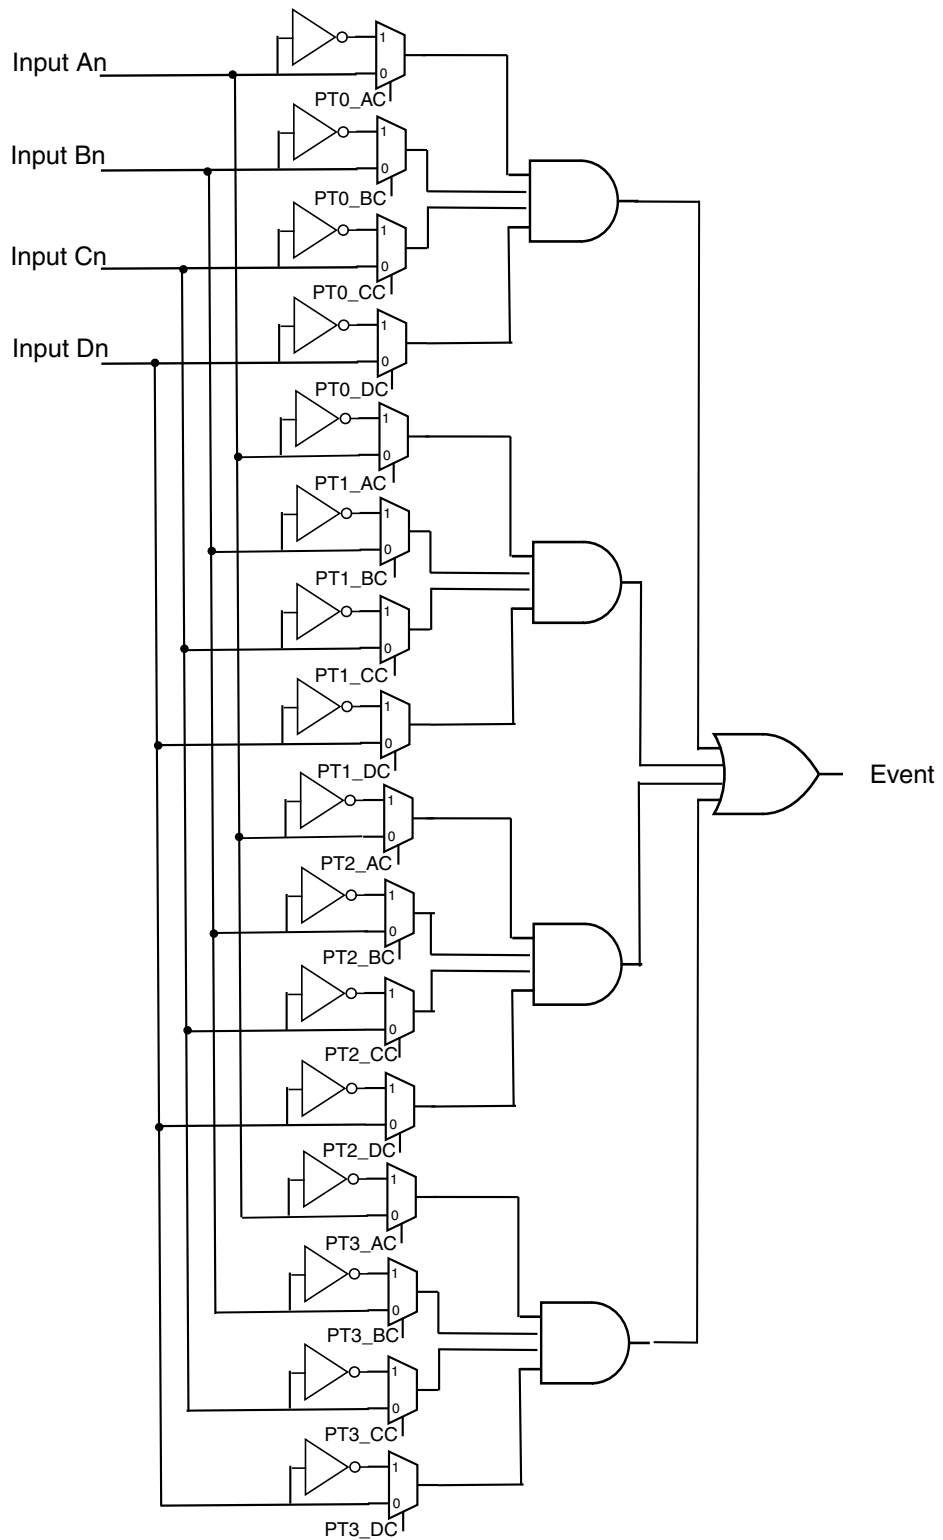 1
Input An
0
PT0_AC
1
Input Bn
0
PT0_BC
1
Input Cn
0
PT0_CC
1
Input Dn
0
PT0_DC
1
0
PT1_AC
1
0
PT1_BC
1
0
PT1_CC
1
0
PT1_DC
Event
1
0
PT2_AC
1
0
PT2_BC
1
0
PT2_CC
1
0
PT2_DC
1
0
PT3_AC
1
0
PT3_BC
1
0
PT3_CC
1
0
PT3_DC